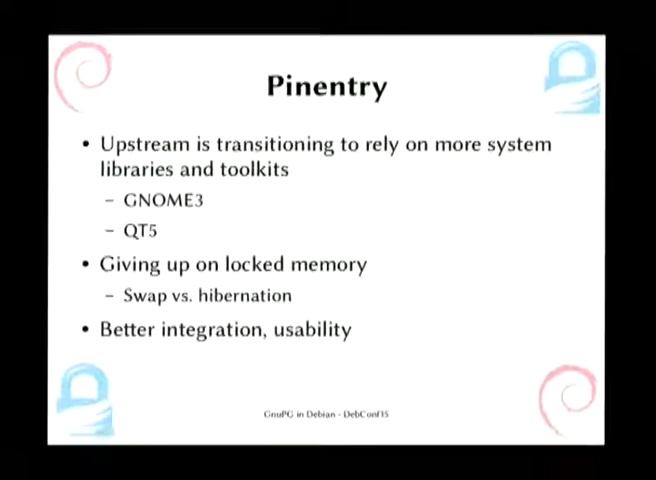 Pinentry
• Upstream is transitioning to rely on more system
libraries and toolkits
– GNOME3
– QT5
• Giving up on locked memory
– Swap vs. hibernation
• Better integration, usability
GnuPG in Debian - DebConf15